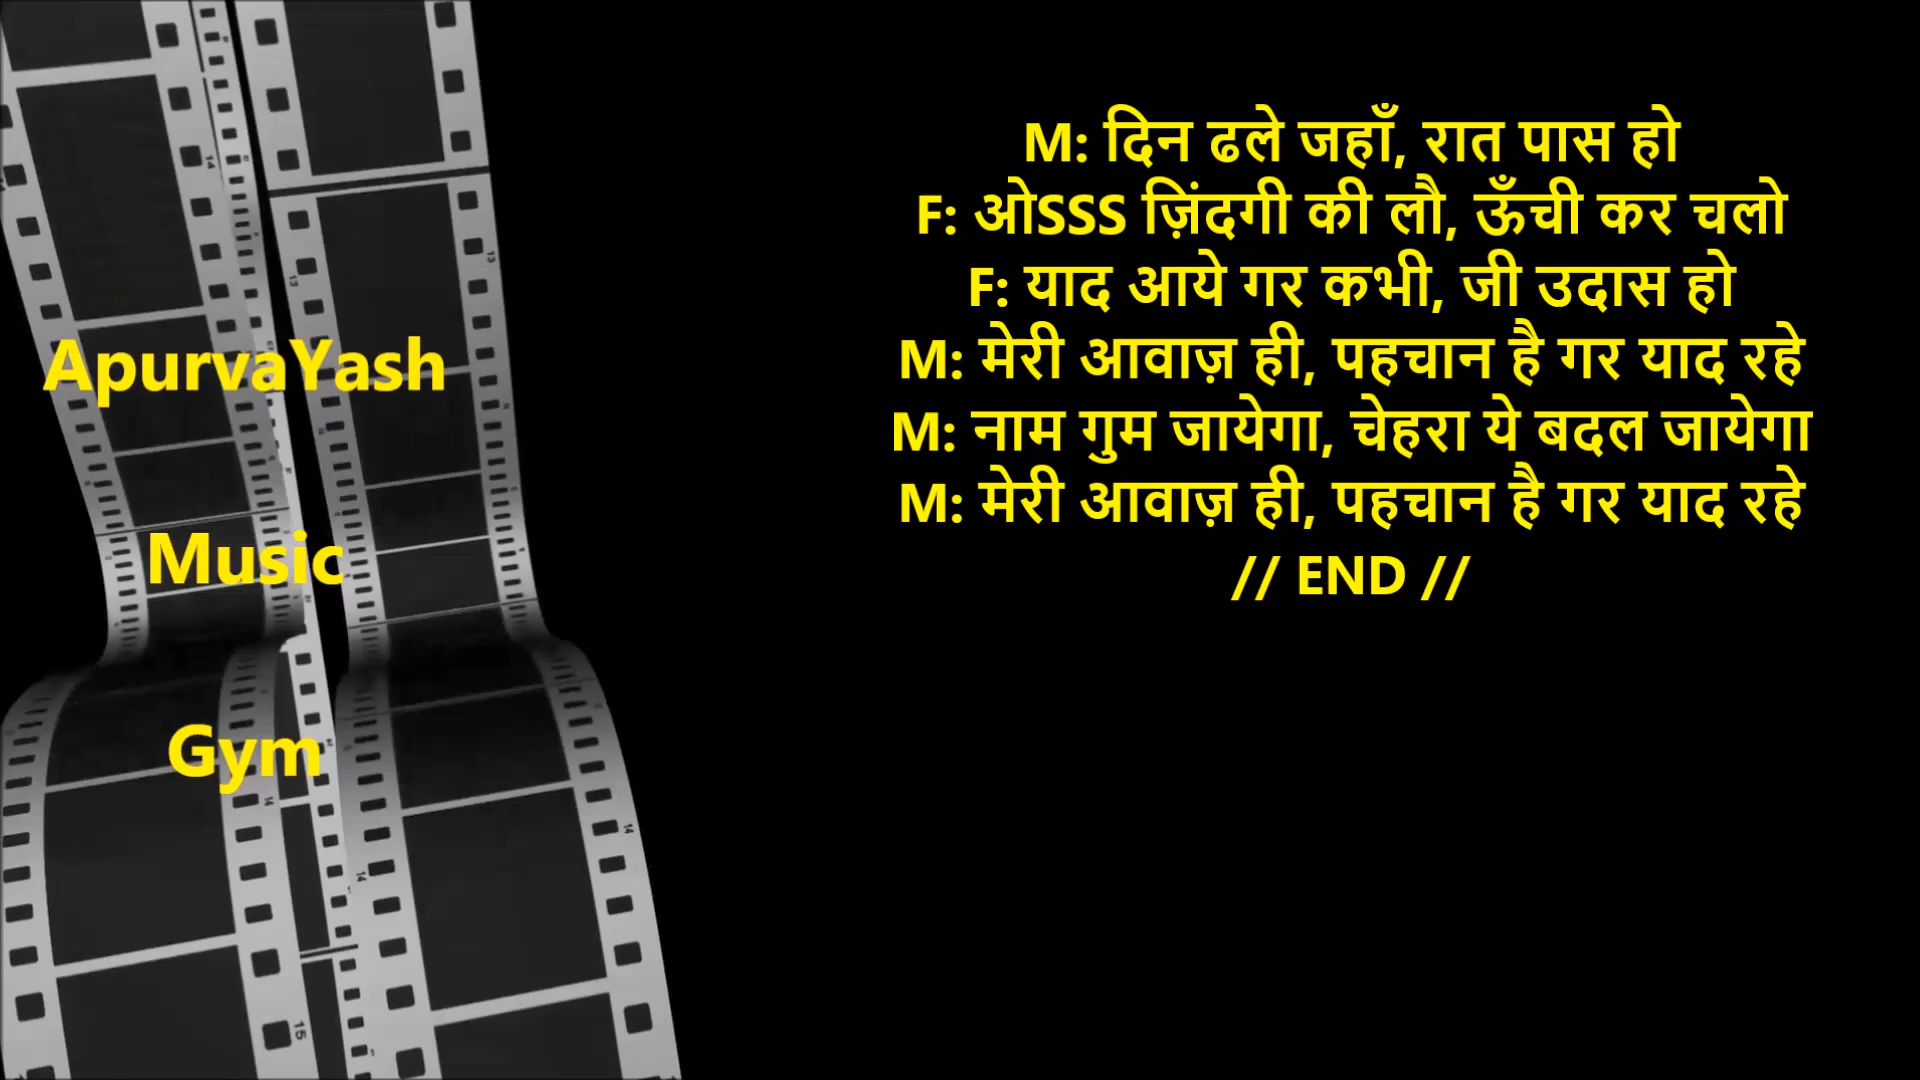 ApurvaYash
Music
Gym
M: दिन ढले जहाँ, रात पास हो
F: ओSSS ज़िंदगी की लौ, ऊँची कर चलो
F: याद आये गर कभी, जी उदास हो
M: मेरी आवाज़ ही, पहचान है गर याद रहे
M: नाम गुम जायेगा, चेहरा ये बदल जायेगा
M: मेरी आवाज़ ही, पहचान है गर याद रहे
// END //